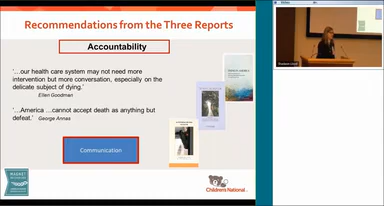 Recommendations from the Three Reports
Accountability
'…our health care system may not need more
intervention but more conversation, especially on the
delicate subject of dying.'
Ellen Goodman
'…America …cannot accept death as anything but
defeat.' George Annas
Communication
MAGNET
Children's National